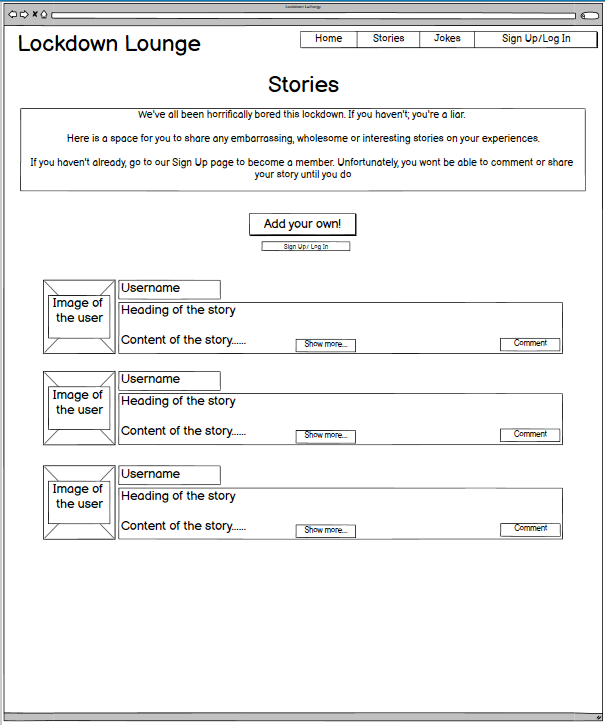 Lockdown Lounge
Lockdown Lounge
Home Stories Jokes Sign Up/Log In
Stories
We've all been horrifically bored this lockdown. If you haven't; you're a liar.
Here is a space for you to share any embarrassing, wholesome or interesting stories on your experiences.
If you haven't already, go to our Sign Up page to become a member. Unfortunately, you wont be able to comment or share
your story until you do
Add your own!
Sign Up/ Log In
Image of
the user
Username
Heading of the story
Content of the story......
Show more...
Comment
Image of
the user
Username
Heading of the story
Content of the story......
Show more...
Comment
Image of
the user
Username
Heading of the story
Content of the story......
Show more...
Comment